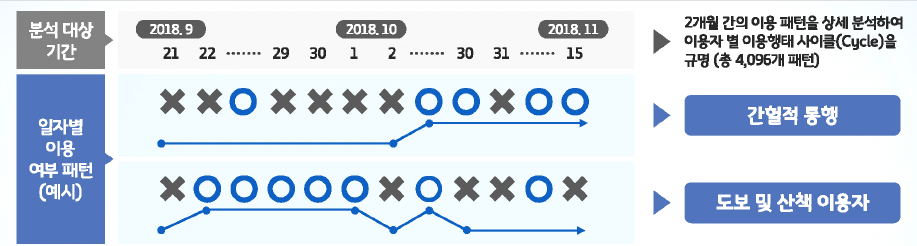 분석 대상
기간
2018. 9
2018. 10
2018. 11
21 22 ······· 29 30 1 2 ······· 30 31 ······· 15
2개월 간의 이용 패턴을 상세 분석하여
이용자 별 이용행태 사이클(Cycle)을
규명 (총 4,096개 패턴)
일자별
이용
여부 패턴
(예시)
간헐적 통행
도보 및 산책 이용자